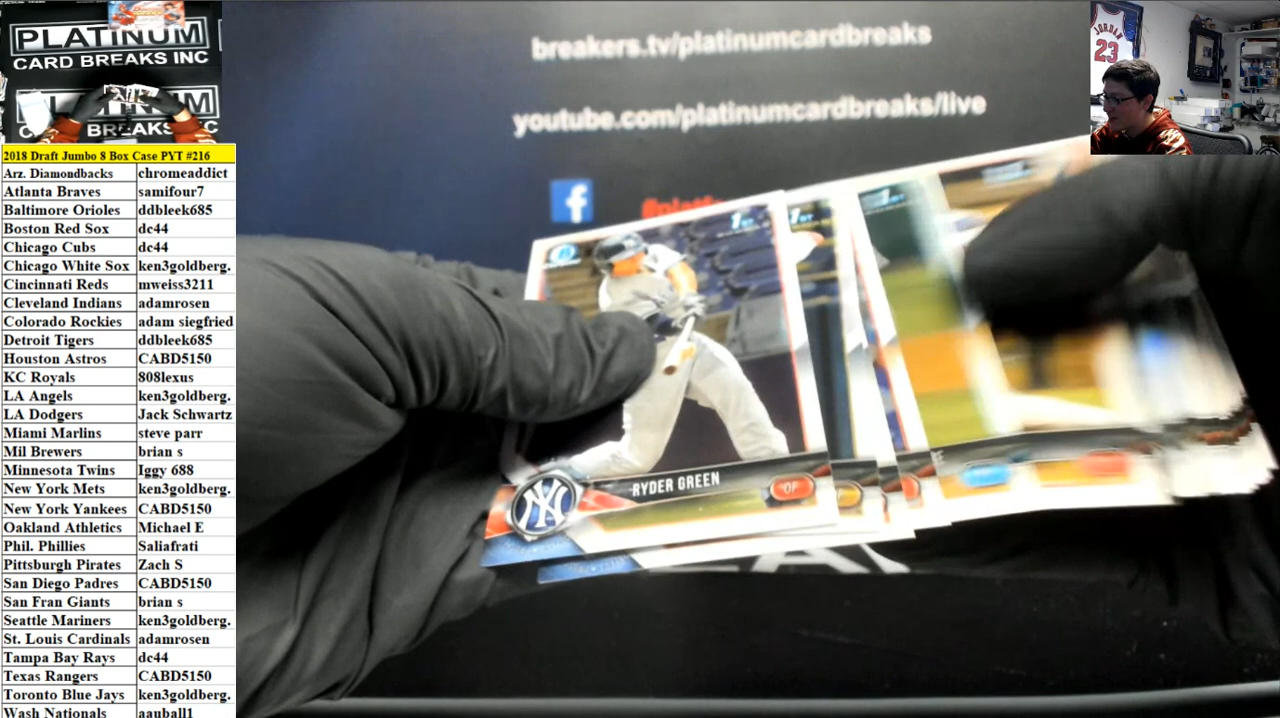 PLATINUM
CARD BREAKS INC
breakers.tv/platinumcardbreaks
youtube.com/platinumcardbreaks/live
JORDAN
23
2018 Draft Jumbo 8 Box Case PYT #216
Arz. Diamondbacks chromeaddict
Atlanta Braves samifour7
Baltimore Orioles ddbleek685
Boston Red Sox dc44
Chicago Cubs dc44
Chicago White Sox ken3goldberg.
Cincinnati Reds mweiss3211
Cleveland Indians adamrosen
Colorado Rockies adam siegfried
Detroit Tigers ddbleek685
Houston Astros CABD5150
KC Royals 808lexus
LA Angels ken3goldberg.
LA Dodgers Jack Schwartz
Miami Marlins steve parr
Mil Brewers brian s
Minnesota Twins Iggy 688
New York Mets ken3goldberg.
New York Yankees CABD5150
Oakland Athletics Michael E
Phil. Phillies Saliafrati
Pittsburgh Pirates Zach S
San Diego Padres CABD5150
San Fran Giants brian s
Seattle Mariners ken3goldberg.
St. Louis Cardinals adamrosen
Tampa Bay Rays dc44
Texas Rangers CABD5150
Toronto Blue Jays ken3goldberg.
Wash Nationals aauball1
1ST
1ST
RYDER GREEN
OF
NY